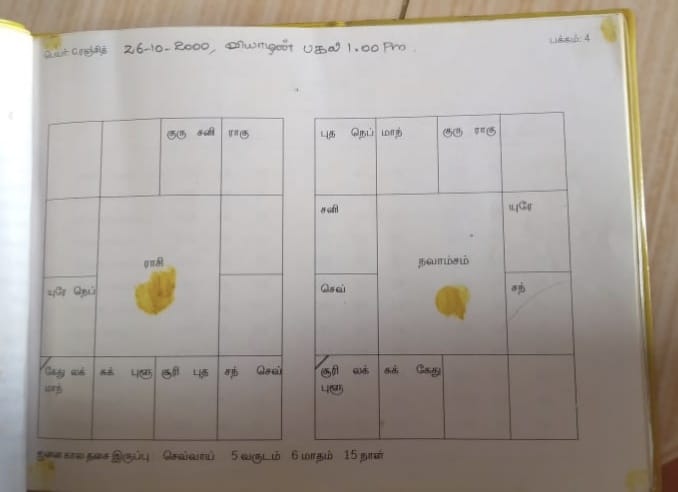 பெயர் ரஞ்சித் 26-10-2000, வியாழன் பகல் 1.00 Pm பக்கம்: 4
குரு சனி ராகு புத நெப் மாந் குரு ராகு
சனி யுரே
ராசி நவாம்சம்
யுரே நெப் செவ் சந்
கேது லக் சுக் புளூ சூரி புத சந் செவ் சூரி லக் சுக் கேது
மாந் புளூ
கால தசை இருப்பு செவ்வாய் 5 வருடம் 6 மாதம் 15 நாள்